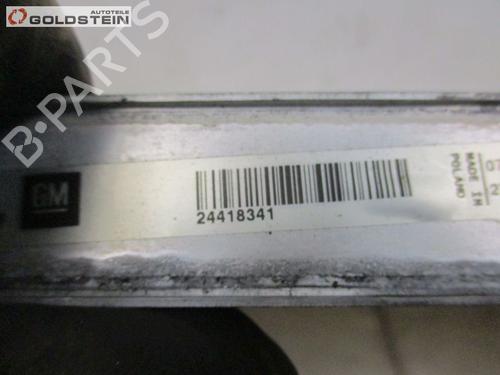 AUTOTEILE
GOLDSTEIN
B-PARTS
GM
24418341
MADE IN
POLAND